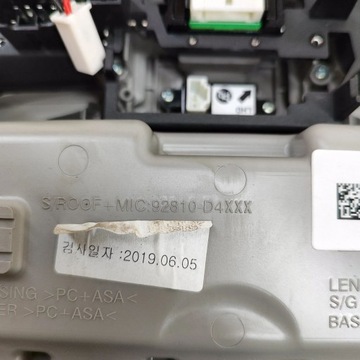 S/ROOF+MIC:92810-D4XXX
검사일자 :2019.06.05
SING >PC+ASA<
ER >PC+ASA<
LEN
S/G
BAS